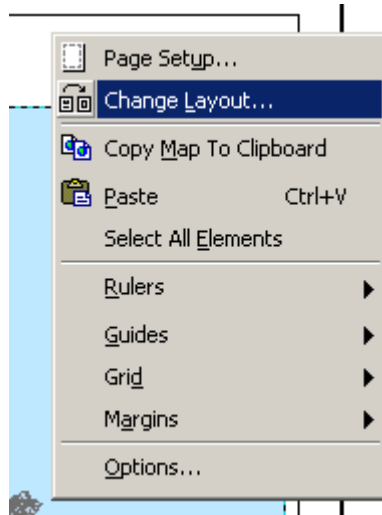 Page Setup...
Change Layout...
Copy Map To Clipboard
Paste Ctrl+V
Select All Elements
Rulers
Guides
Grid
Margins
Options...